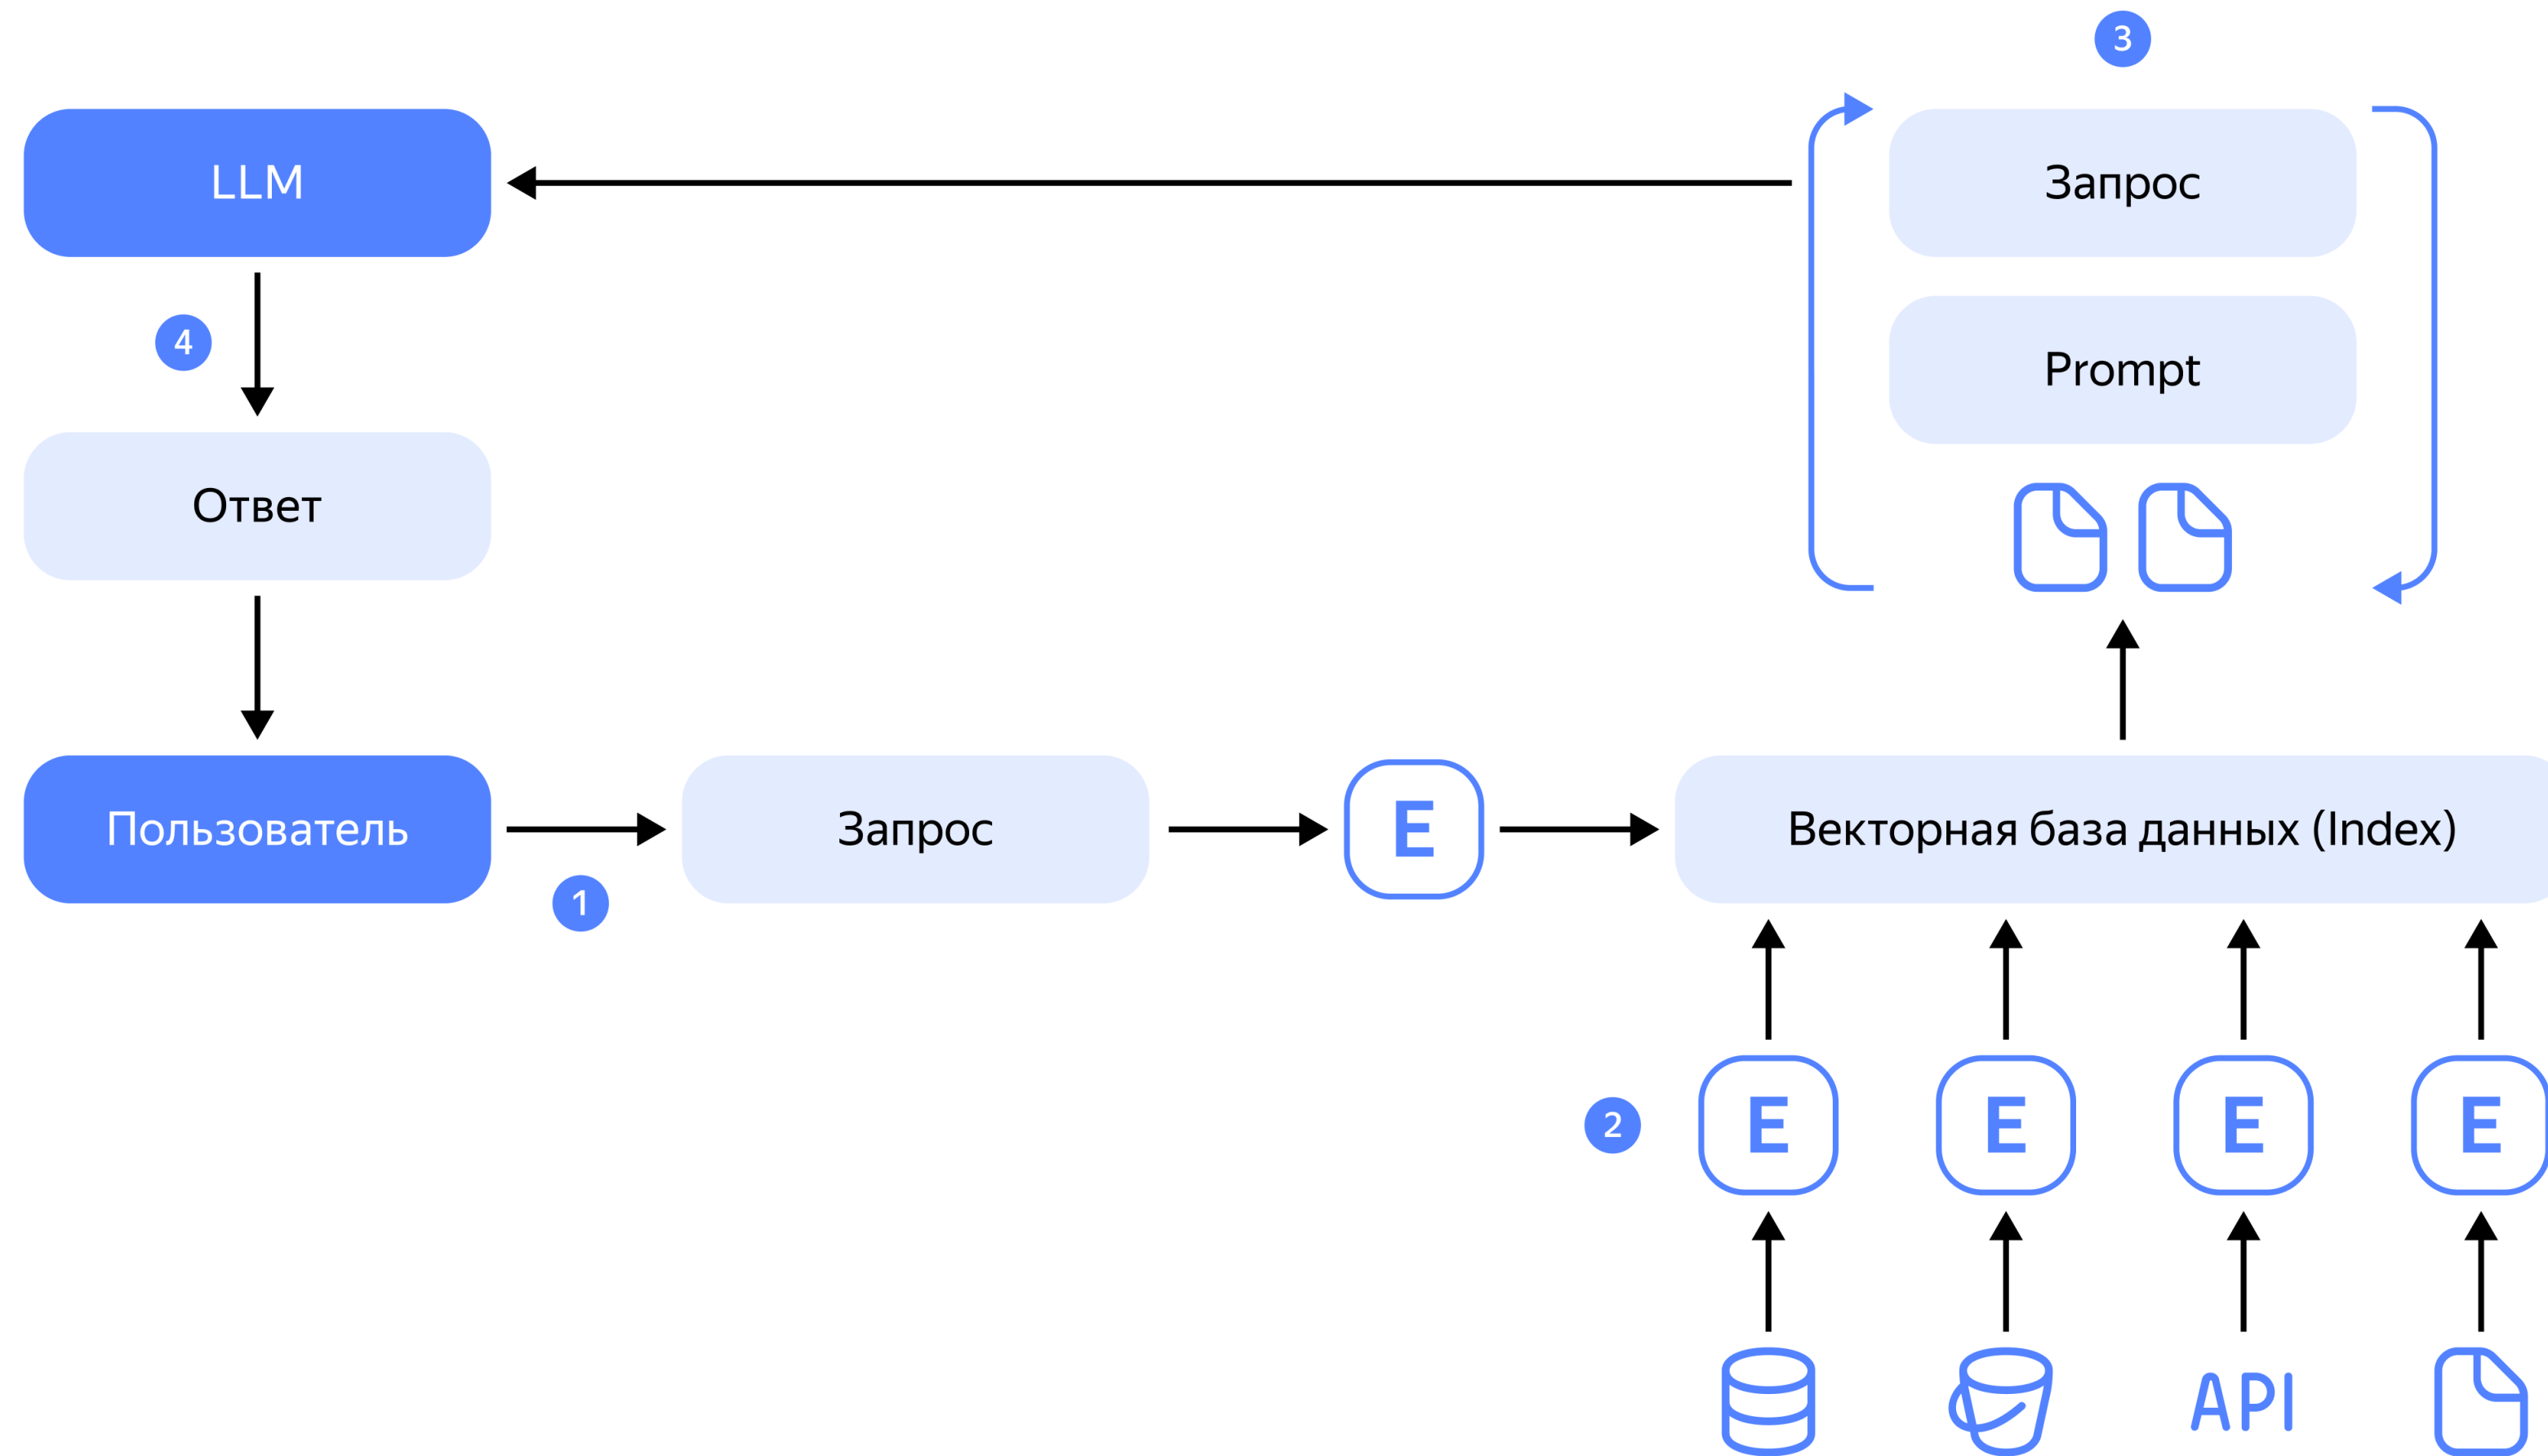 3
LLM
Запрос
Prompt
4
Ответ
Пользователь
Запрос
E
Векторная база данных (Index)
1
2
E
E
E
E
API